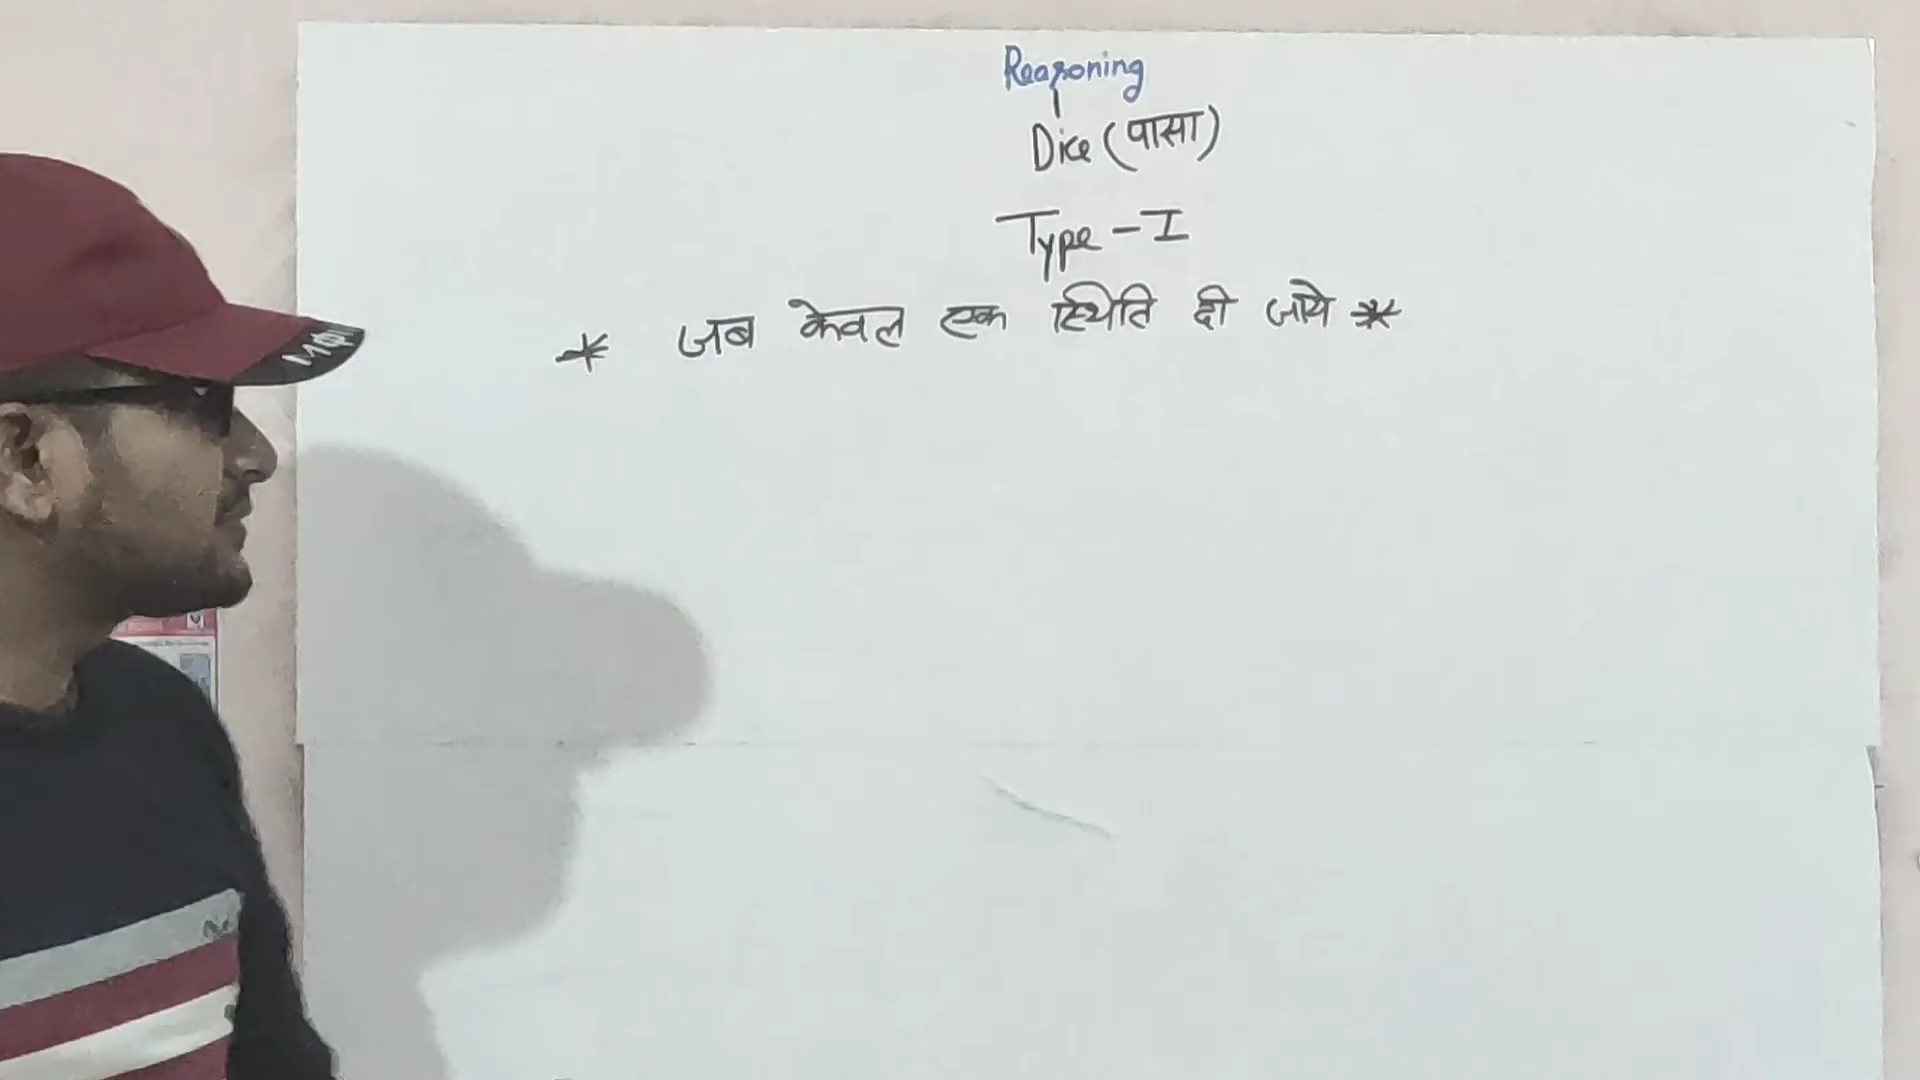 Reasoning
Dice (पासा)
Type - I
* जब केवल एक स्थिति दी जाये *